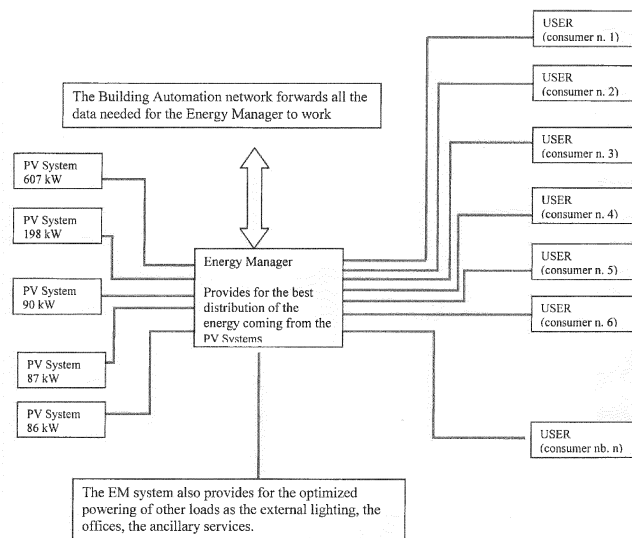 USER
(consumer n. 1)
The Building Automation network forwards all the
data needed for the Energy Manager to work
USER
(consumer n. 2)
USER
(consumer n. 3)
PV System
607 kW
PV System
198 kW
USER
(consumer n. 4)
Energy Manager
Provides for the best
distribution of the
energy coming from the
PV Systems
USER
(consumer n. 5)
PV System
90 kW
USER
(consumer n. 6)
PV System
87 kW
PV System
86 kW
USER
(consumer nb. n)
The EM system also provides for the optimized
powering of other loads as the external lighting, the
offices, the ancillary services.